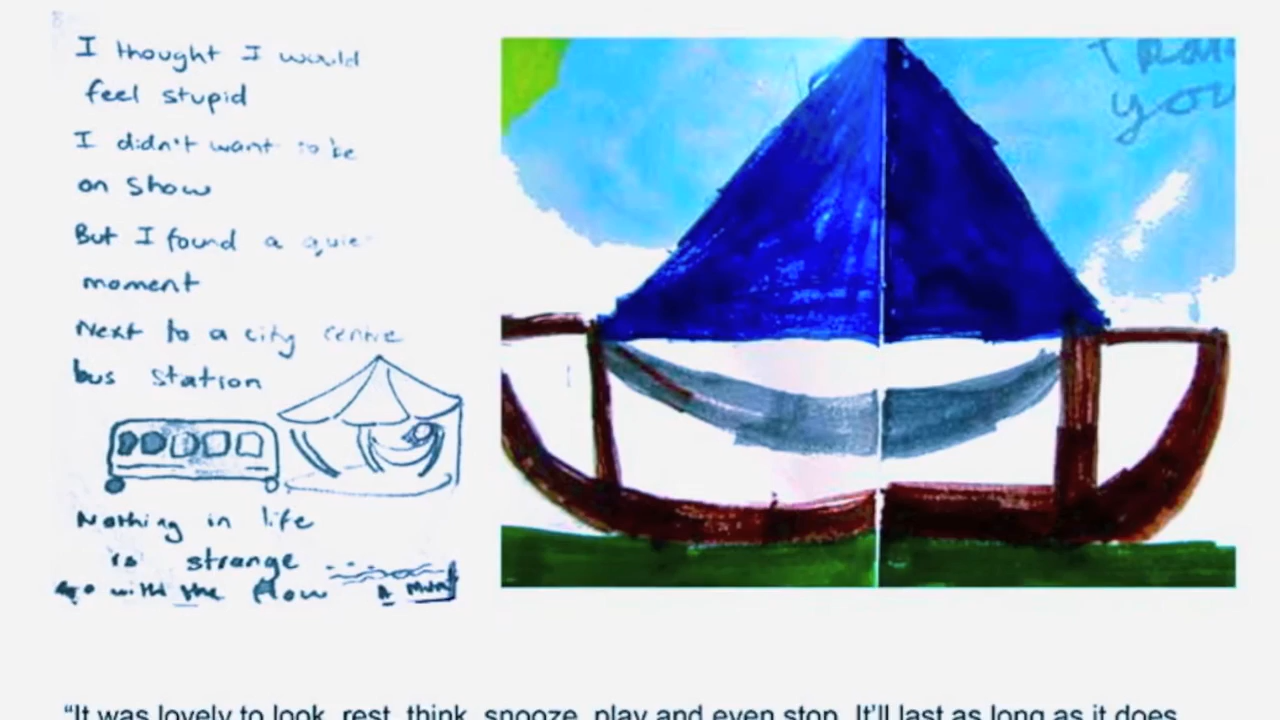 I thought I would
feel stupid
I didn't want to be
on show
But I found a quie
moment
Next to a city centre
bus station
Nothing in life
is strange
go with the flow
A Mum
Than
you
“It was lovely to look, rest, think, snooze, play and even stop. It’ll last as long as it does